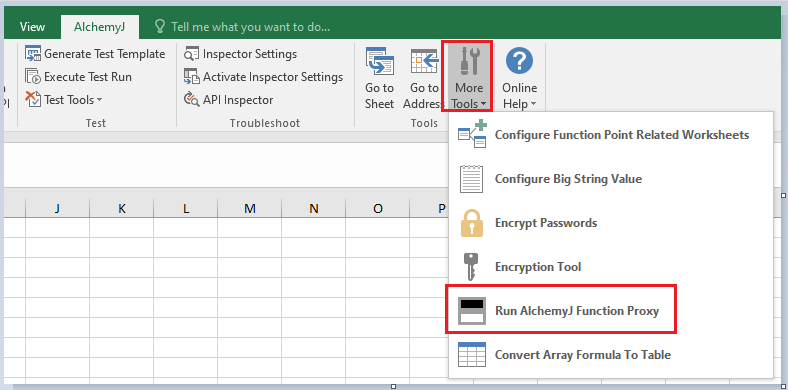 View AlchemyJ Tell me what you want to do...
Generate Test Template Inspector Settings
Execute Test Run Activate Inspector Settings
Test Tools API Inspector
Go to Sheet
Go to Address
More Tools
Online Help
Test Troubleshoot Tools
Configure Function Point Related Worksheets
Configure Big String Value
J K L M N O P
Encrypt Passwords
Encryption Tool
Run AlchemyJ Function Proxy
Convert Array Formula To Table